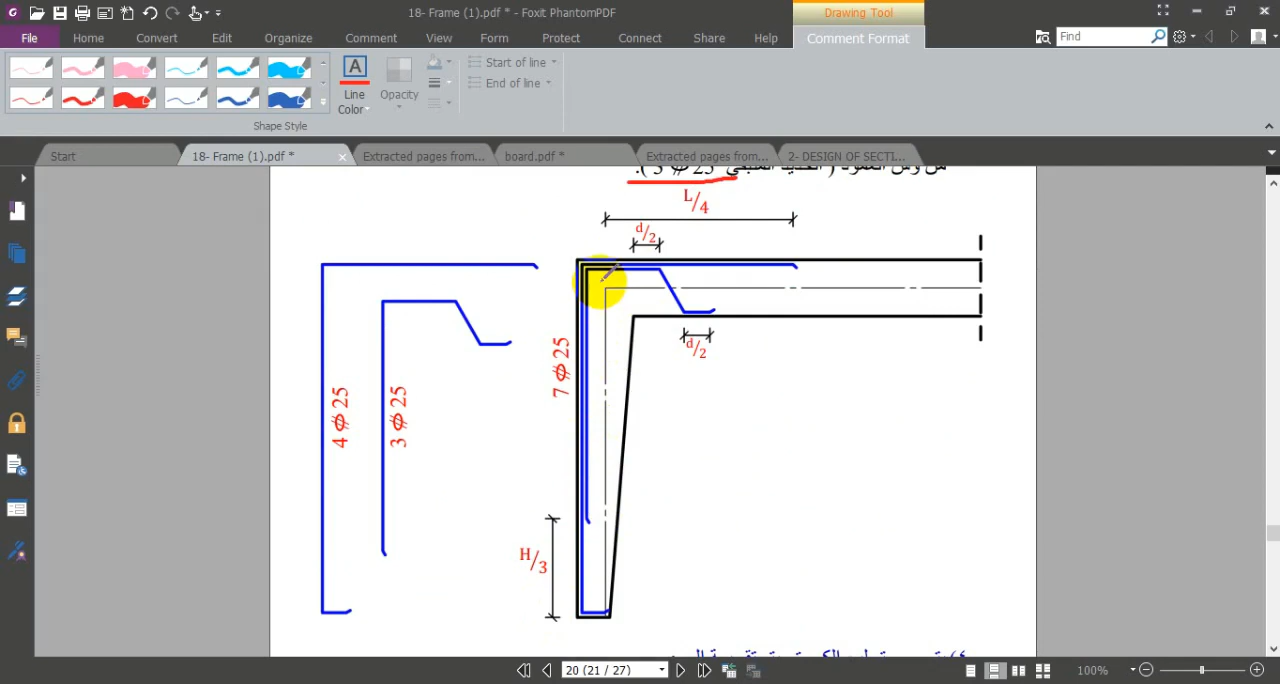 18- Frame (1).pdf * - Foxit PhantomPDF
Drawing Tool
File
Home
Convert
Edit
Organize
Comment
View
Form
Protect
Connect
Share
Help
Comment Format
Find
A
Line
Color
Opacity
Start of line
End of line
Shape Style
Start
18- Frame (1).pdf *
Extracted pages from...
board.pdf *
Extracted pages from...
2- DESIGN OF SECTI...
L/4
d/2
d/2
7 ф 25
4 ф 25
3 ф 25
H/3
20 (21 / 27)
100%